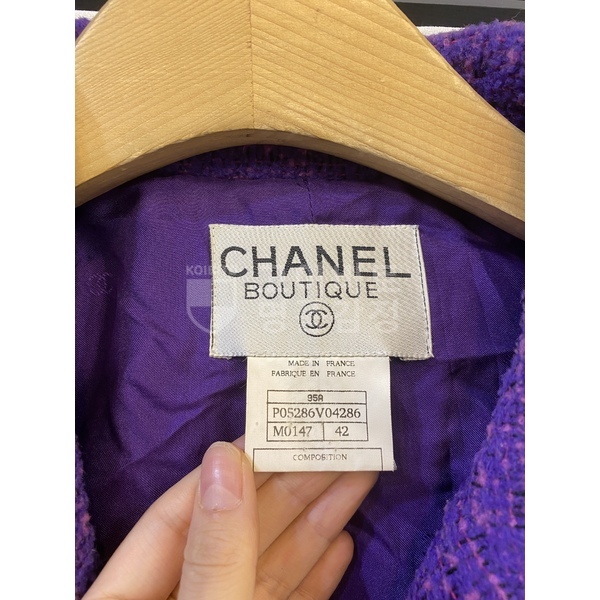 CHANEL
BOUTIQUE
MADE IN FRANCE
FABRIQUE EN FRANCE
95A
P05286V04286
M0147 42
COMPOSITION